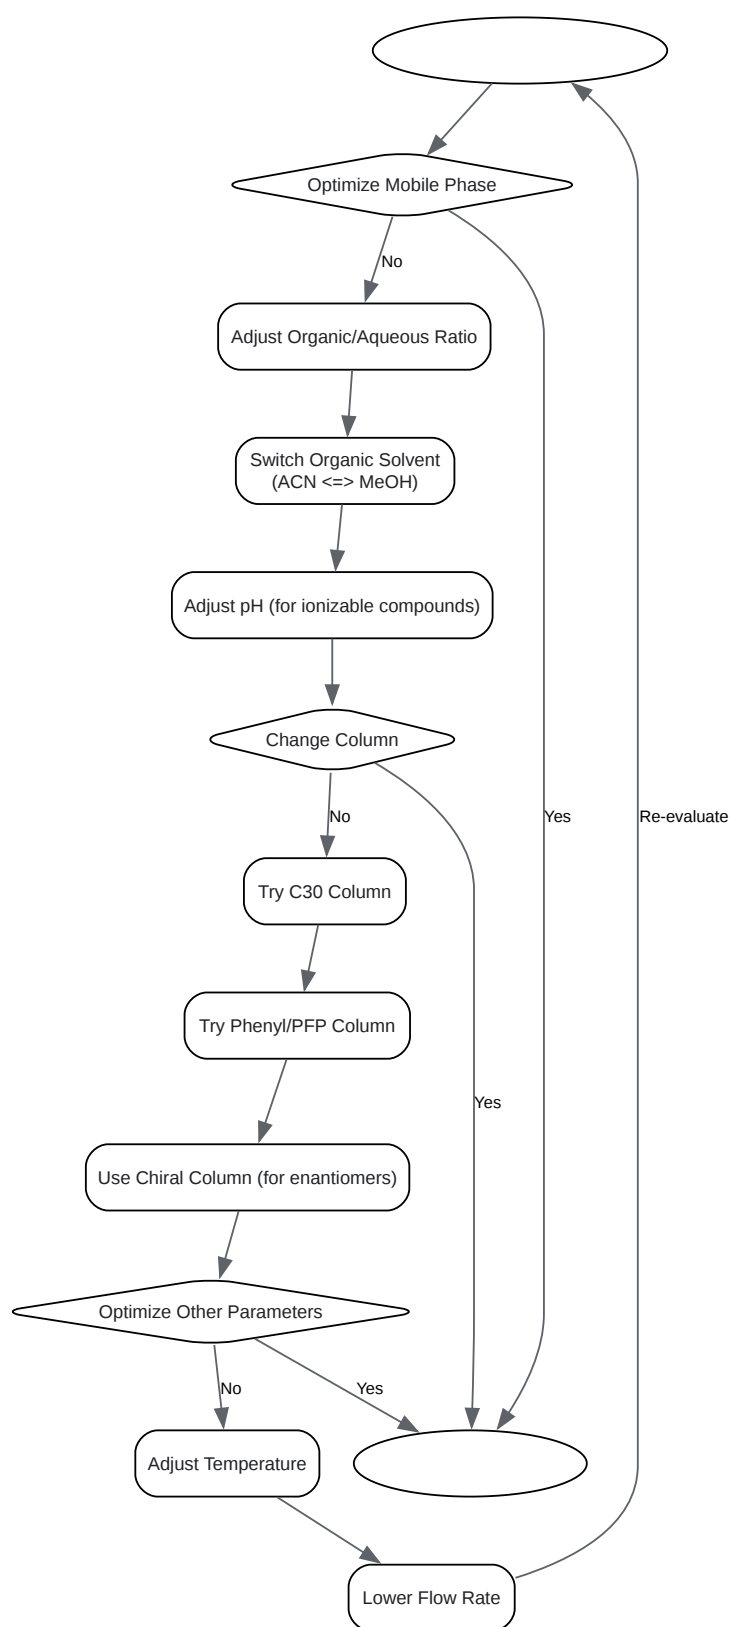 Optimize Mobile Phase
No
Adjust Organic/Aqueous Ratio
Switch Organic Solvent
(ACN <=> MeOH)
Adjust pH (for ionizable compounds)
Change Column
No
Yes
Re-evaluate
Try C30 Column
Try Phenyl/PFP Column
Yes
Use Chiral Column (for enantiomers)
Optimize Other Parameters
No
Yes
Adjust Temperature
Lower Flow Rate